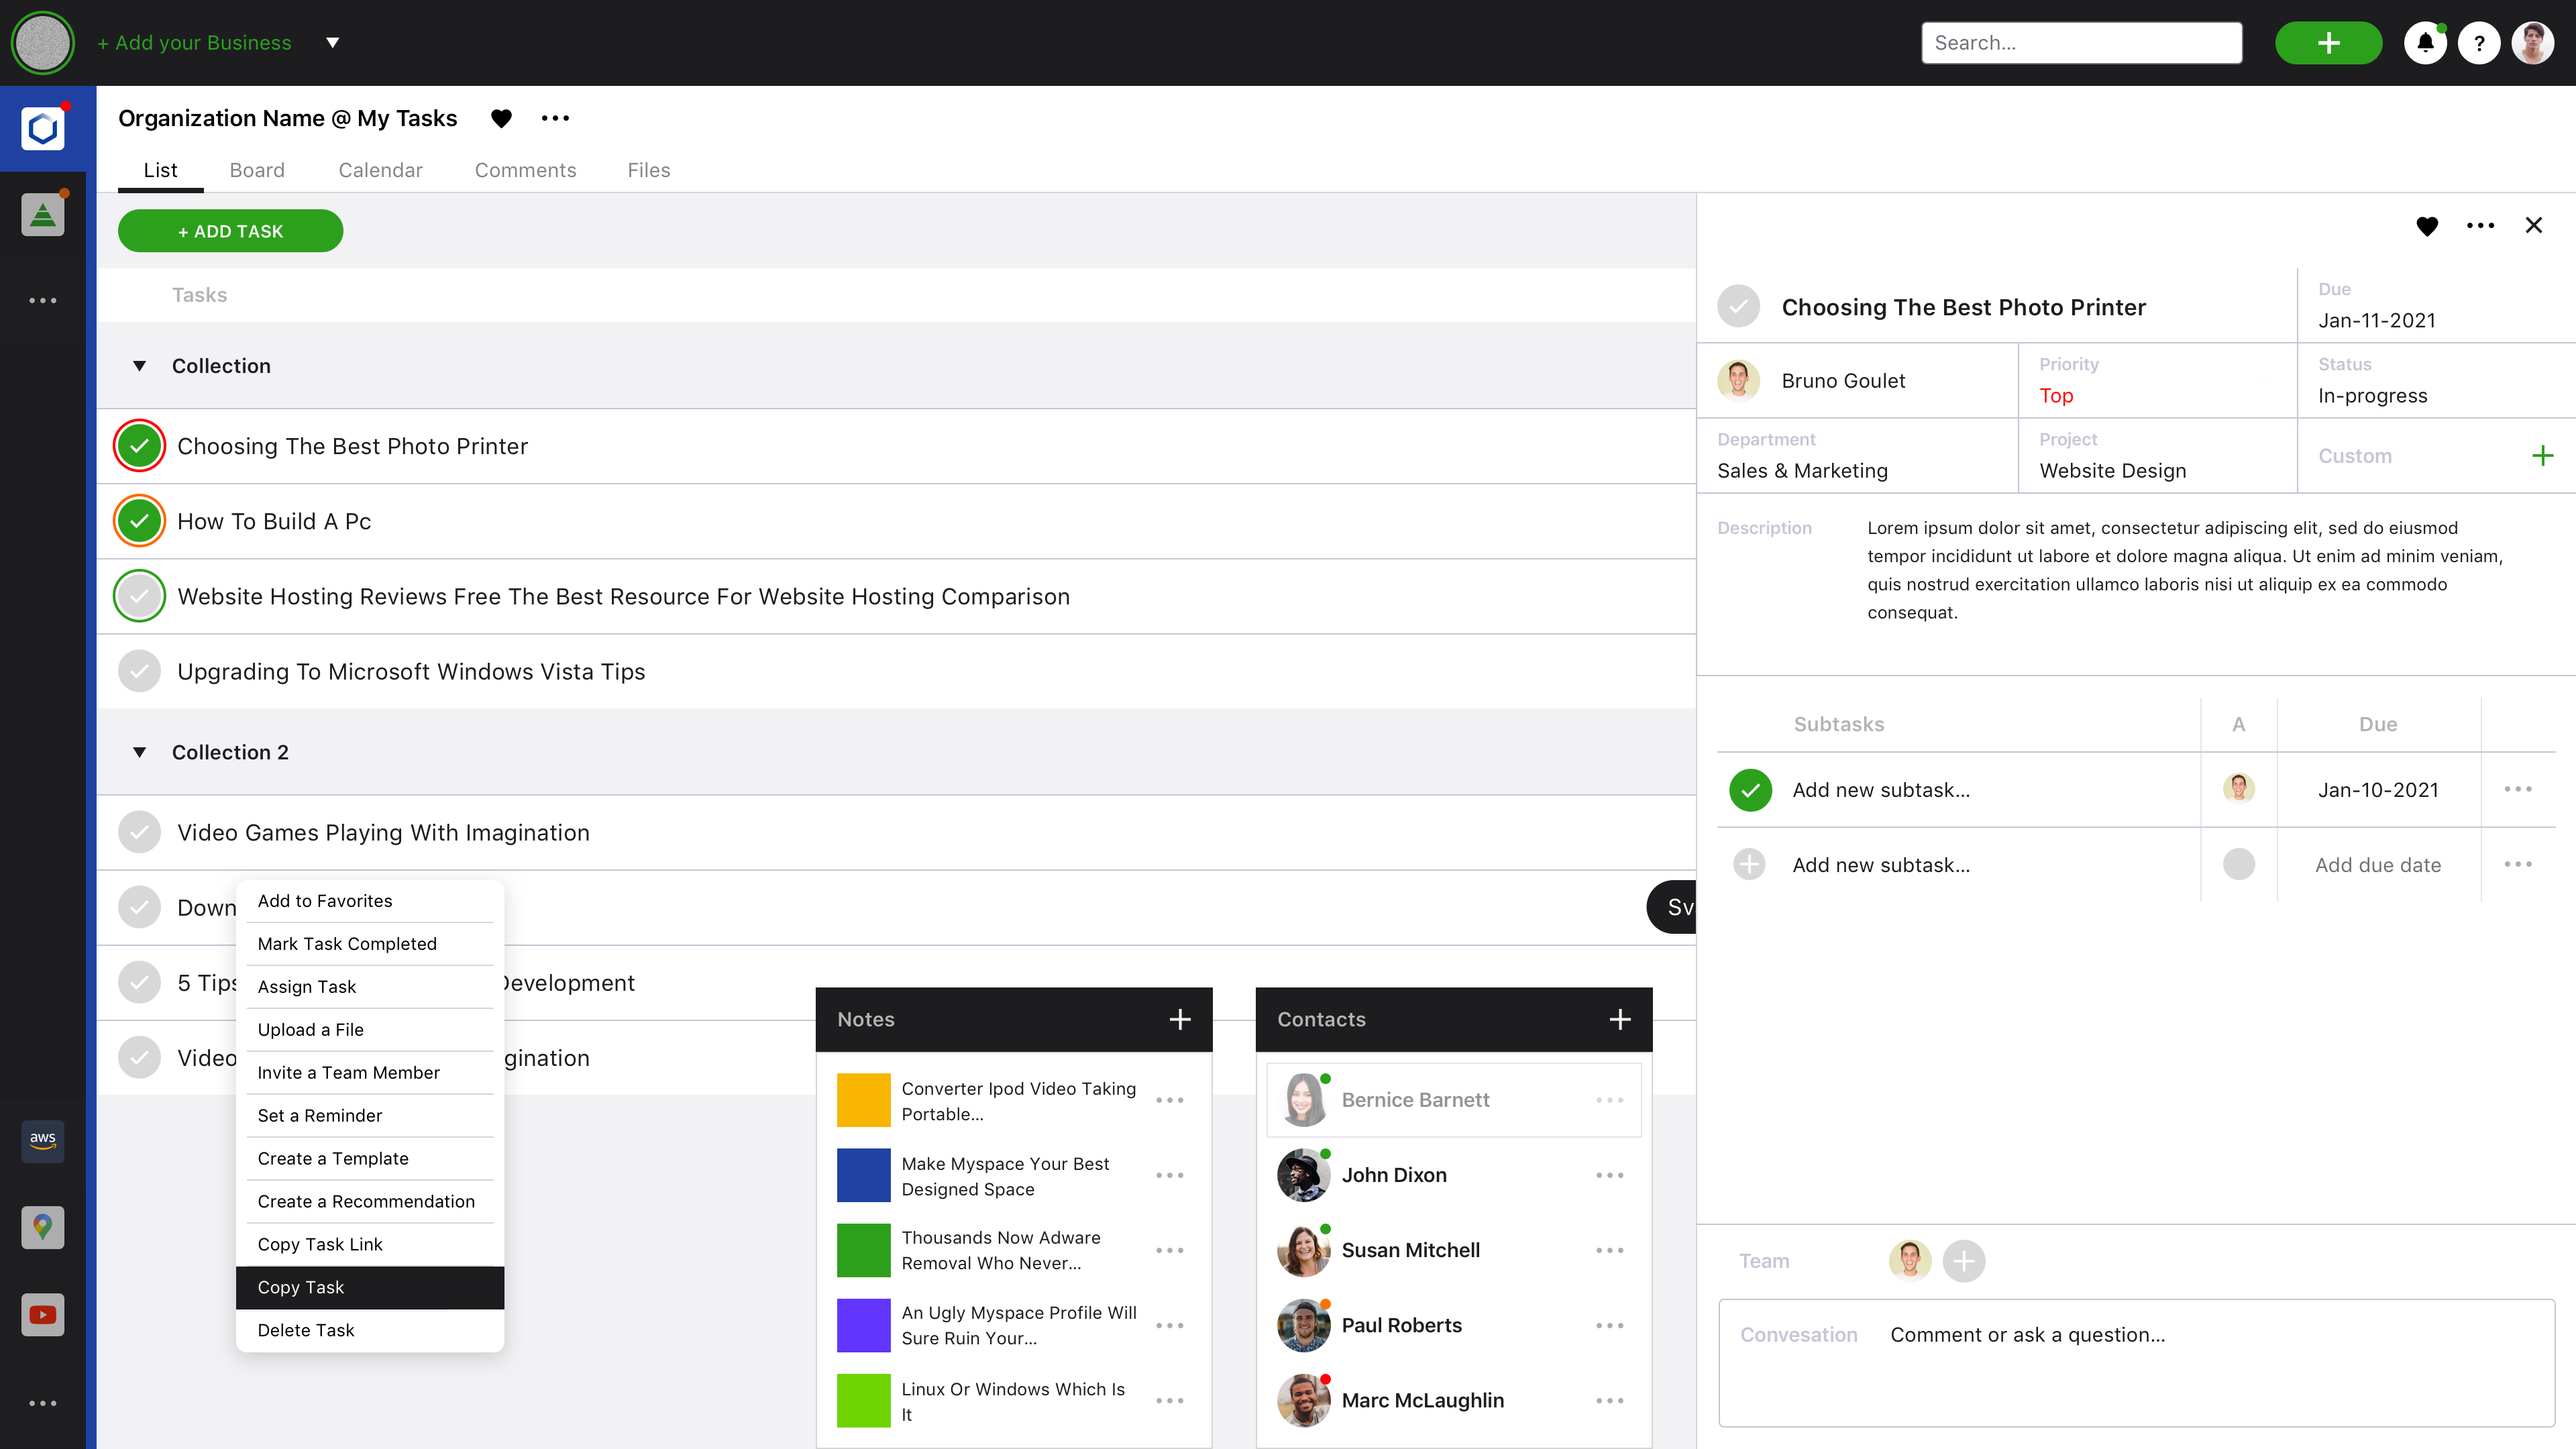 + Add your Business
Search...
?
Organization Name @ My Tasks
List
Board
Calendar
Comments
Files
+ ADD TASK
Tasks
Collection
Choosing The Best Photo Printer
How To Build A Pc
Website Hosting Reviews Free The Best Resource For Website Hosting Comparison
Upgrading To Microsoft Windows Vista Tips
Collection 2
Video Games Playing With Imagination
Down
5 Tips
Development
Video
gination
Add to Favorites
Mark Task Completed
Assign Task
Upload a File
Invite a Team Member
Set a Reminder
Create a Template
Create a Recommendation
Copy Task Link
Copy Task
Delete Task
aws
Notes
Converter Ipod Video Taking
Portable...
Make Myspace Your Best
Designed Space
Thousands Now Adware
Removal Who Never...
An Ugly Myspace Profile Will
Sure Ruin Your...
Linux Or Windows Which Is
It
Contacts
Bernice Barnett
John Dixon
Susan Mitchell
Paul Roberts
Marc McLaughlin
Choosing The Best Photo Printer
Due
Jan-11-2021
Bruno Goulet
Priority
Top
Status
In-progress
Department
Sales & Marketing
Project
Website Design
Custom
Description
Lorem ipsum dolor sit amet, consectetur adipiscing elit, sed do eiusmod
tempor incididunt ut labore et dolore magna aliqua. Ut enim ad minim veniam,
quis nostrud exercitation ullamco laboris nisi ut aliquip ex ea commodo
consequat.
Subtasks
A
Due
Add new subtask...
Jan-10-2021
Add new subtask...
Add due date
Team
Convesation
Comment or ask a question...